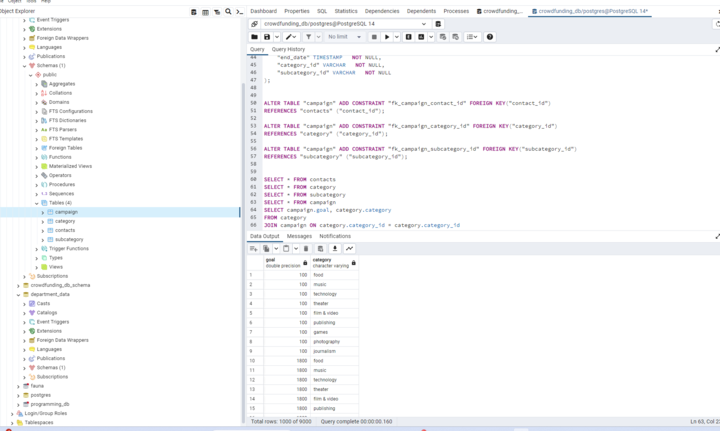 Object Tools Help
Object Explorer
Event Triggers
Extensions
Foreign Data Wrappers
Languages
Publications
Schemas (1)
public
Aggregates
Collations
Domains
FTS Configurations
FTS Dictionaries
FTS Parsers
FTS Templates
Foreign Tables
Functions
Materialized Views
Operators
Procedures
Sequences
Tables (4)
campaign
category
contacts
subcategory
Trigger Functions
Types
Views
Subscriptions
crowdfunding_db_schema
department_data
Casts
Catalogs
Event Triggers
Extensions
Foreign Data Wrappers
Languages
Publications
Schemas (1)
Subscriptions
fauna
postgres
programming_db
Login/Group Roles
Tablespaces
Dashboard Properties SQL Statistics Dependencies Dependents Processes crowdfunding_... crowdfunding_db/postgres@PostgreSQL 14*
crowdfunding_db/postgres@PostgreSQL 14
No limit
Query Query History
44 "end_date" TIMESTAMP NOT NULL,
45 "category_id" VARCHAR NOT NULL,
46 "subcategory_id" VARCHAR NOT NULL
47 );
48
49
50 ALTER TABLE "campaign" ADD CONSTRAINT "fk_campaign_contact_id" FOREIGN KEY("contact_id")
51 REFERENCES "contacts" ("contact_id");
52
53 ALTER TABLE "campaign" ADD CONSTRAINT "fk_campaign_category_id" FOREIGN KEY("category_id")
54 REFERENCES "category" ("category_id");
55
56 ALTER TABLE "campaign" ADD CONSTRAINT "fk_campaign_subcategory_id" FOREIGN KEY("subcategory_id")
57 REFERENCES "subcategory" ("subcategory_id");
58
59
60 SELECT * FROM contacts
61 SELECT * FROM category
62 SELECT * FROM subcategory
63 SELECT * FROM campaign
64 SELECT campaign.goal, category.category
65 FROM category
66 JOIN campaign ON category.category_id = category.category_id
Data Output Messages Notifications
goal category
double precision character varying
1 100 food
2 100 music
3 100 technology
4 100 theater
5 100 film & video
6 100 publishing
7 100 games
8 100 photography
9 100 journalism
10 1800 food
11 1800 music
12 1800 technology
13 1800 theater
14 1800 film & video
15 1800 publishing
Total rows: 1000 of 9000 Query complete 00:00:00.160 Ln 63, Col 2